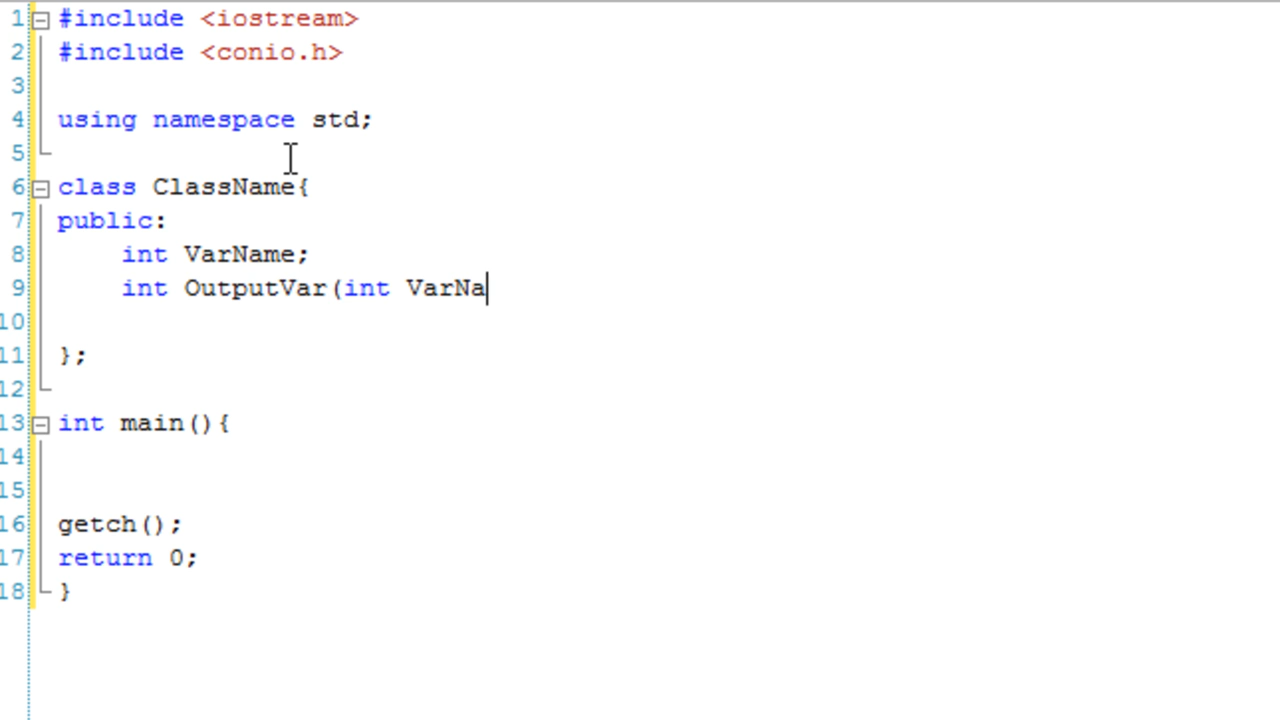 1 #include <iostream>
2 #include <conio.h>
3
4 using namespace std;
5
6 class ClassName{
7 public:
8     int VarName;
9     int OutputVar(int VarNa
10
11 };
12
13 int main(){
14
15
16 getch();
17 return 0;
18 }